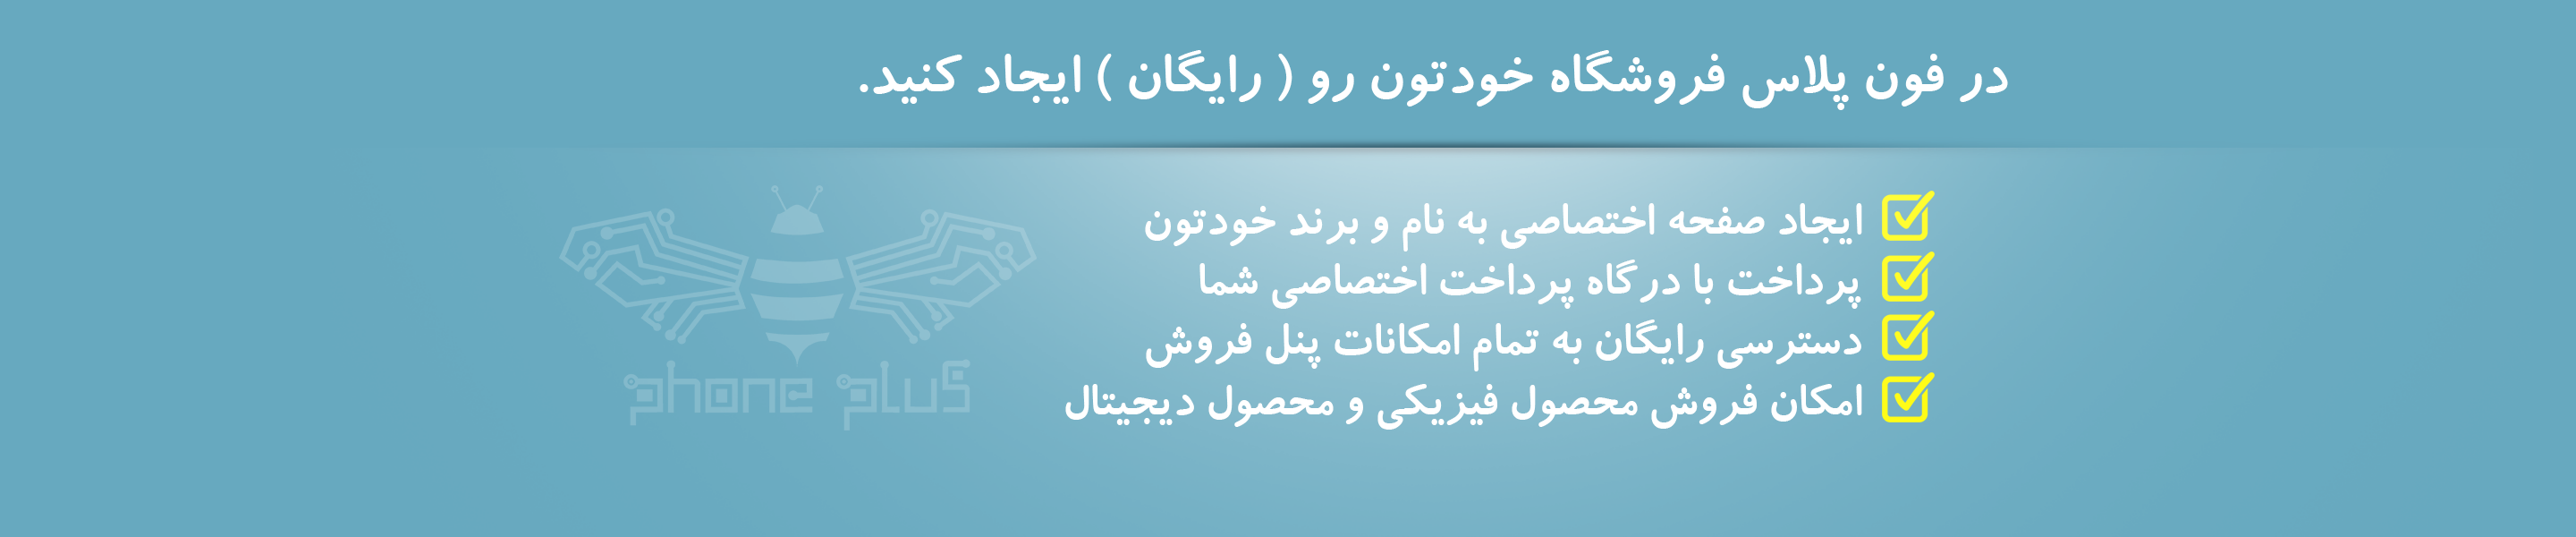 در فون پلاس فروشگاه خودتون رو ( رایگان ) ایجاد کنید.
ایجاد صفحه اختصاصی به نام و برند خودتون
پرداخت با درگاه پرداخت اختصاصی شما
دسترسی رایگان به تمام امکانات پنل فروش
امکان فروش محصول فیزیکی و محصول دیجیتال
phone plus